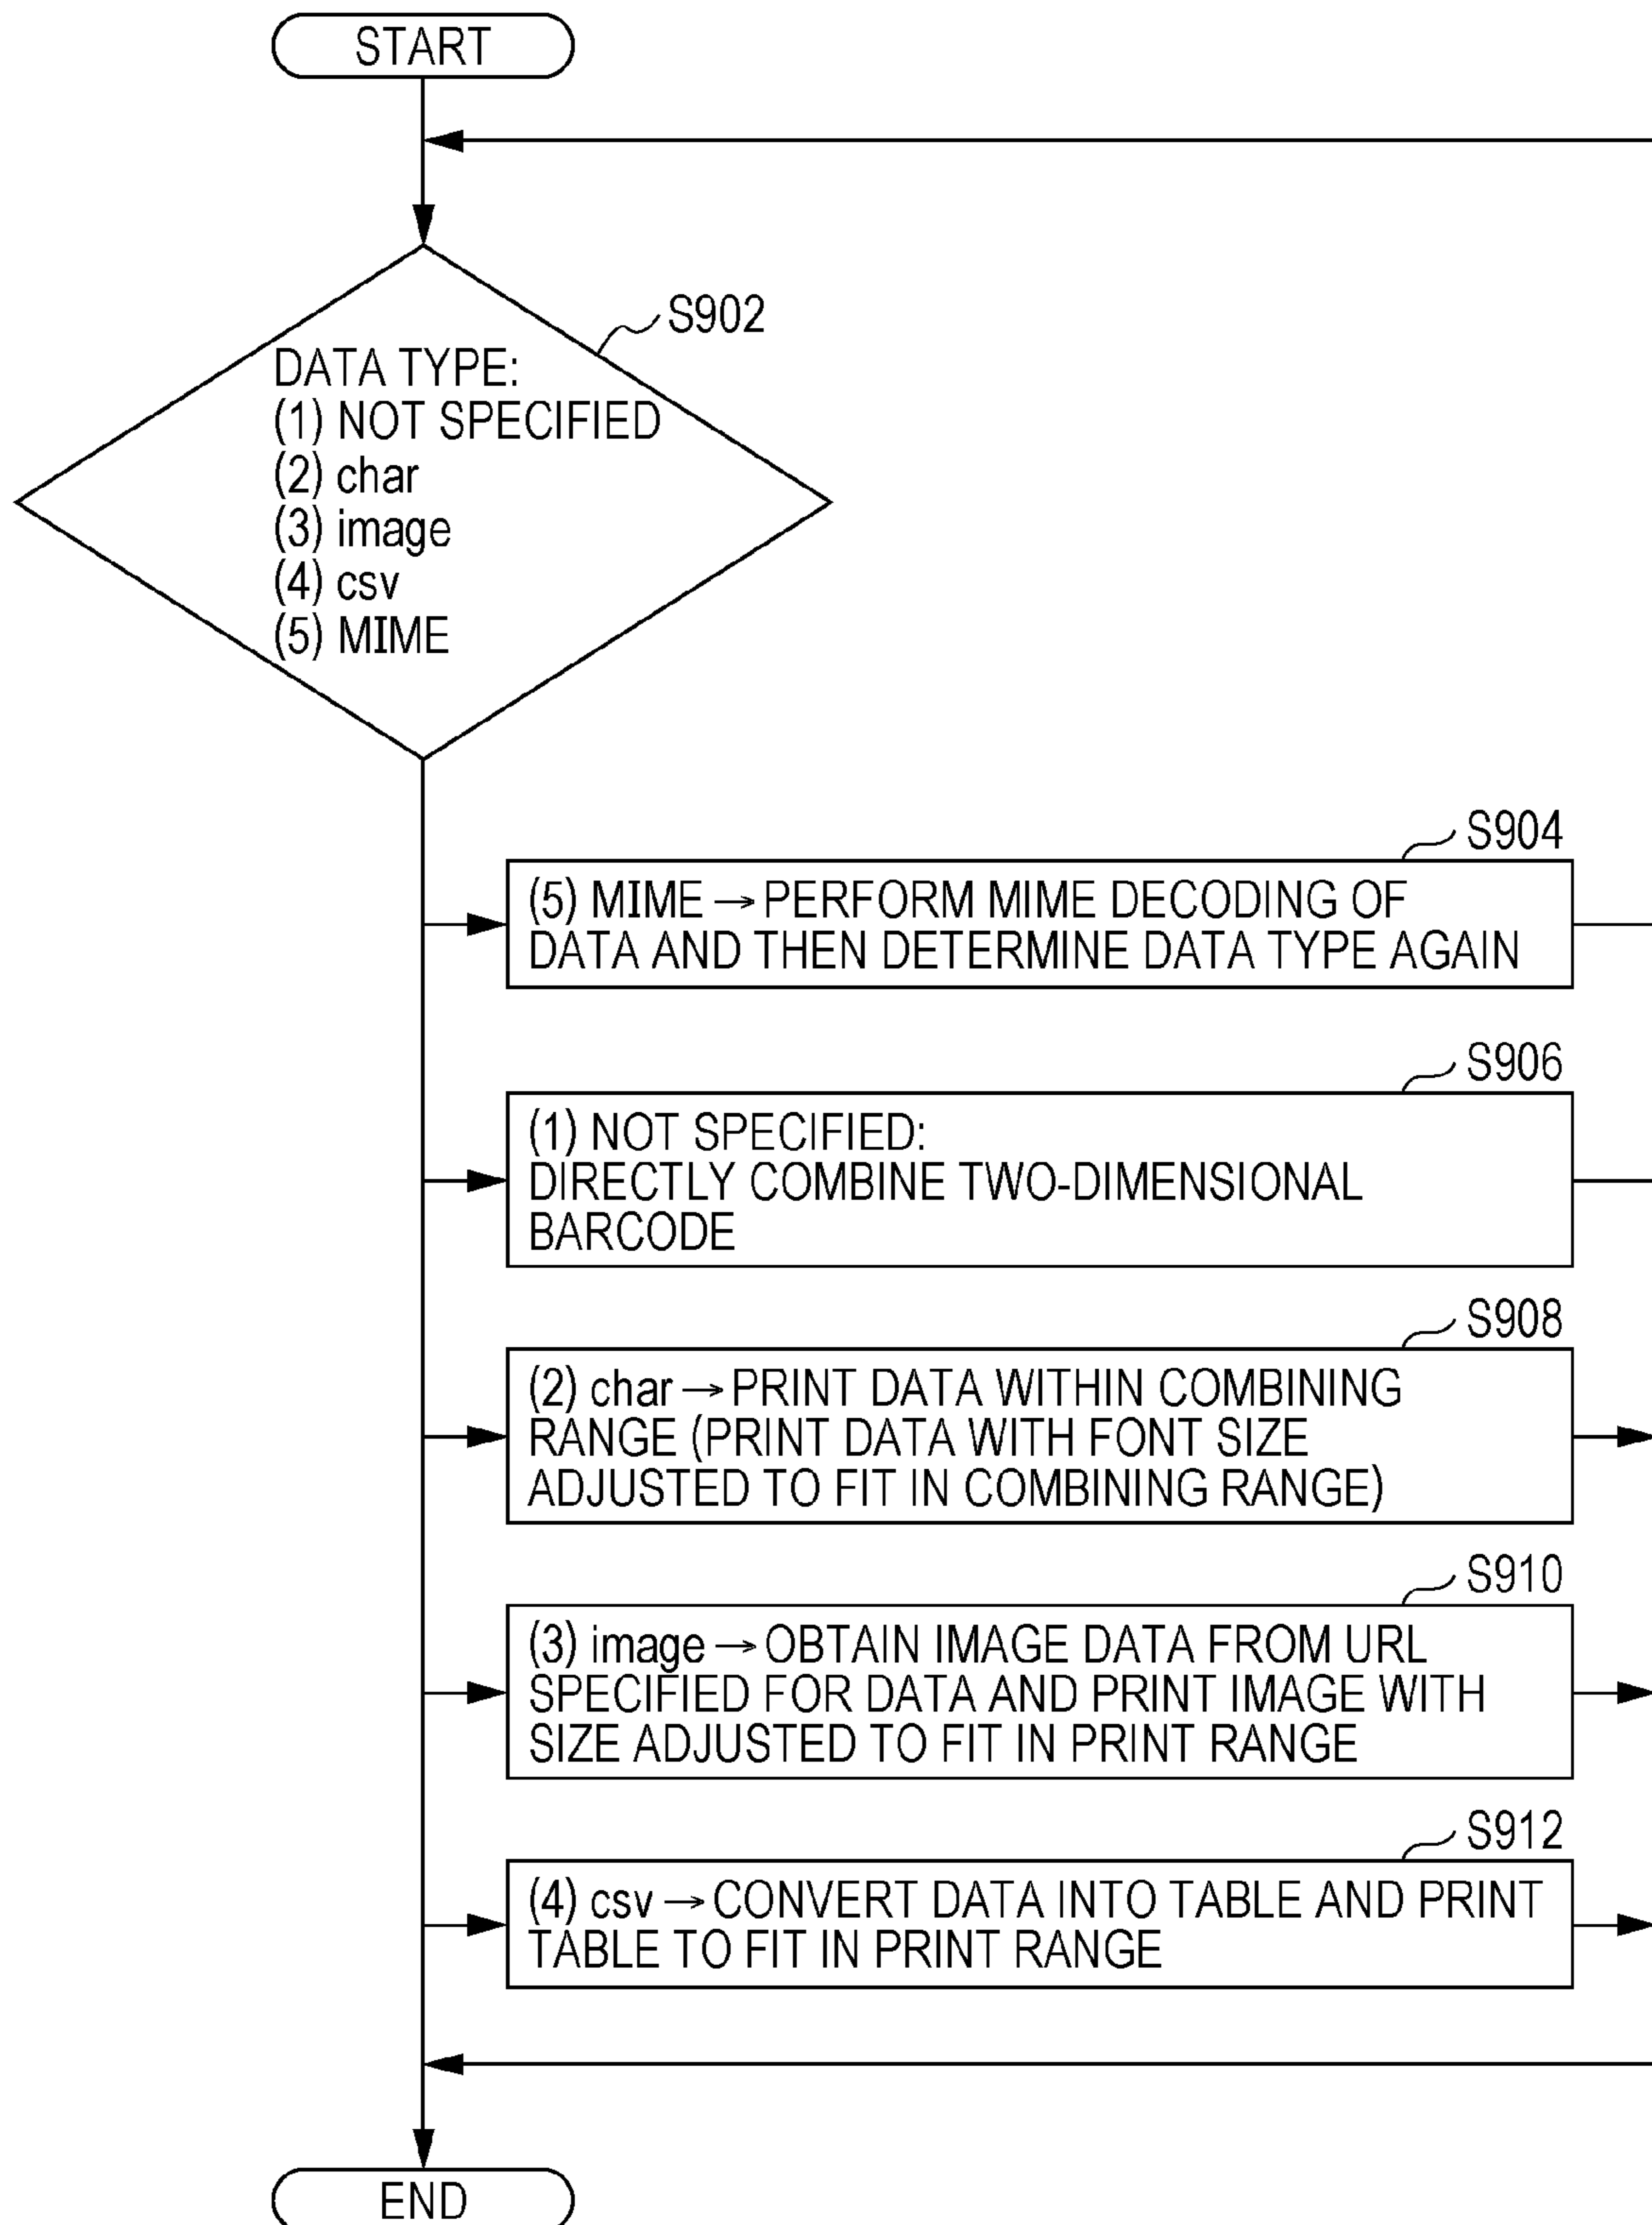 START
S902
DATA TYPE:
(1) NOT SPECIFIED
(2) char
(3) image
(4) csv
(5) MIME
S904
(5) MIME → PERFORM MIME DECODING OF
DATA AND THEN DETERMINE DATA TYPE AGAIN
S906
(1) NOT SPECIFIED:
DIRECTLY COMBINE TWO-DIMENSIONAL
BARCODE
S908
(2) char → PRINT DATA WITHIN COMBINING
RANGE (PRINT DATA WITH FONT SIZE
ADJUSTED TO FIT IN COMBINING RANGE)
S910
(3) image → OBTAIN IMAGE DATA FROM URL
SPECIFIED FOR DATA AND PRINT IMAGE WITH
SIZE ADJUSTED TO FIT IN PRINT RANGE
S912
(4) csv → CONVERT DATA INTO TABLE AND PRINT
TABLE TO FIT IN PRINT RANGE
END